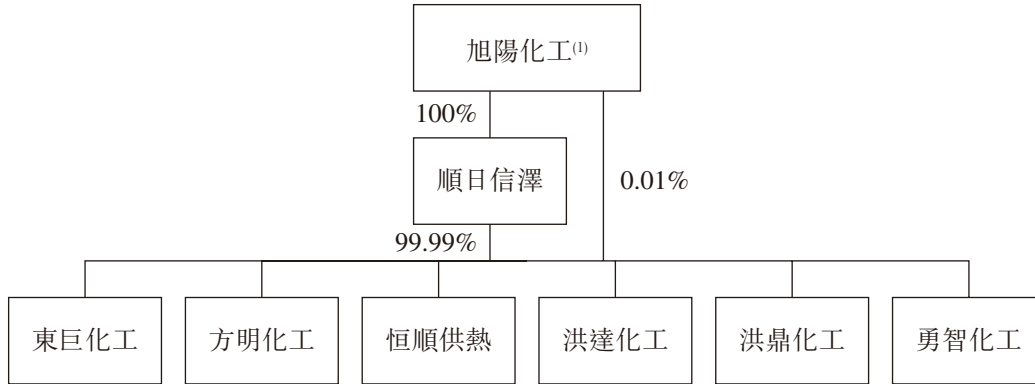 旭陽化工(1)
100%
順日信澤
0.01%
99.99%
東巨化工
方明化工
恒順供熱
洪達化工
洪鼎化工
勇智化工